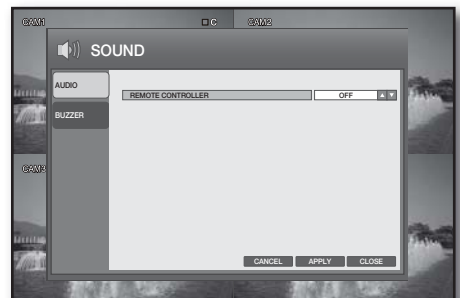 CAM1
C
CAM2
SOUND
AUDIO
REMOTE CONTROLLER
OFF
BUZZER
CAM3
CANCEL
APPLY
CLOSE